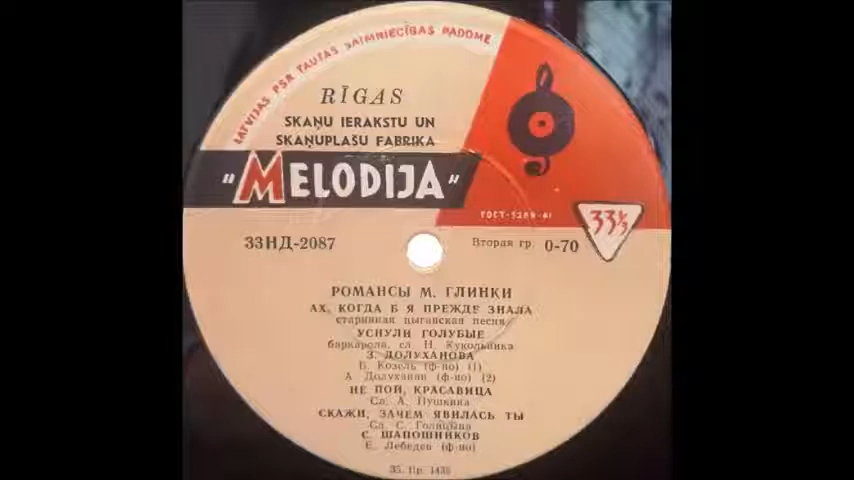 LATVIJAS PSR TAUTAS SAIMNIECĪBAS PADOME
RĪGAS
SKAŅU IERAKSTU UN
SKAŅUPLAŠU FABRIKA
"MELODIJA"
ГОСТ-5289-61
33⅓
33НД-2087
Вторая гр. 0-70
РОМАНСЫ М. ГЛИНКИ
АХ, КОГДА Б Я ПРЕЖДЕ ЗНАЛА
старинная цыганская песня
УСНУЛИ ГОЛУБЫЕ
баркарола, сл. Н. Кукольника
З. ДОЛУХАНОВА
Б. Козель (ф-но) (1)
А. Долуханян (ф-но) (2)
НЕ ПОЙ, КРАСАВИЦА
Сл. А. Пушкина
СКАЖИ, ЗАЧЕМ ЯВИЛАСЬ ТЫ
Сл. С. Голицына
С. ШАПОШНИКОВ
Е. Лебедев (ф-но)
35. Пр. 1435